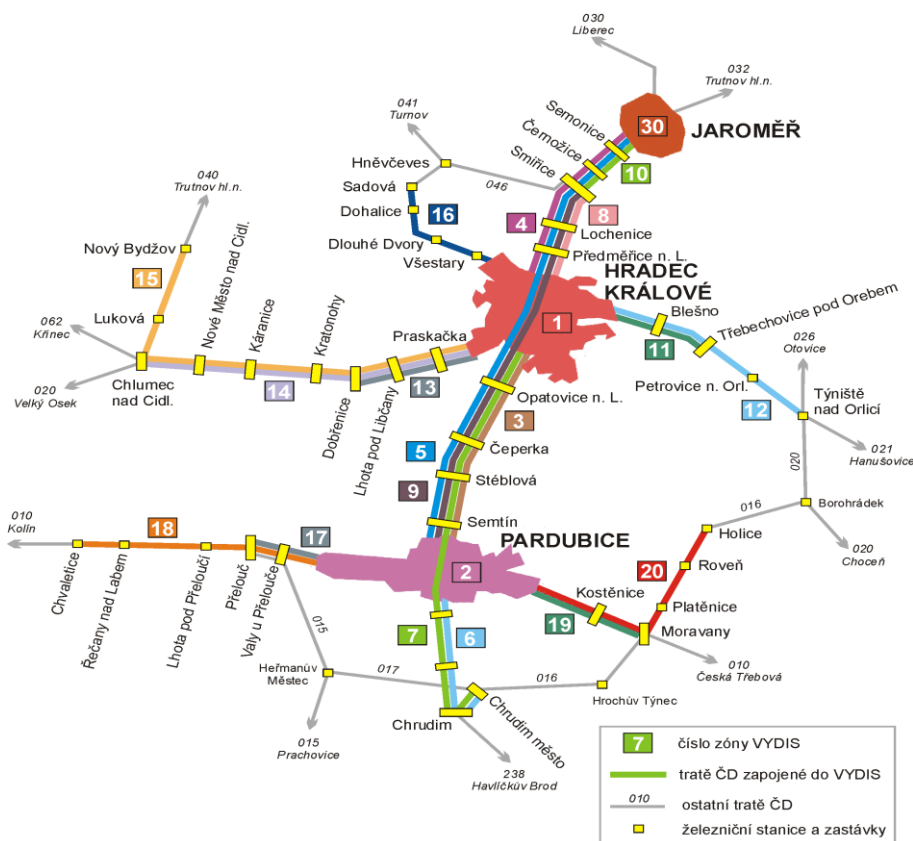 030
Liberec
032
Trutnov hl.n.
30
JAROMĚŘ
Semonice
Černožice
Smiřice
10
041
Turnov
Hněvčeves
046
Sadová
Dohalice
16
Dlouhé Dvory
Všestary
4
8
Lochenice
Předměřice n. L.
040
Trutnov hl.n.
Nový Bydžov
15
Luková
Nové Město nad Cidl.
Káranice
Kratonohy
062
Křinec
020
Velký Osek
Chlumec
nad Cidl.
14
Dobřenice
Lhota pod Libčany
13
Praskačka
HRADEC
KRÁLOVÉ
1
Blešno
11
Třebechovice pod Orebem
Petrovice n. Orl.
12
026
Otovice
Týniště
nad Orlicí
021
Hanušovice
020
Borohrádek
020
Choceň
016
Holice
Opatovice n. L.
3
Čeperka
5
Stéblová
9
Semtín
PARDUBICE
2
010
Kolín
18
17
Chvaletice
Řečany nad Labem
Lhota pod Přeloučí
Přelouč
Valy u Přelouče
015
Heřmanův
Městec
015
Prachovice
017
7
6
Chrudim
Chrudim město
238
Havlíčkův Brod
016
Hrochův Týnec
Kostěnice
19
20
Roveň
Platěnice
Moravany
010
Česká Třebová
7
číslo zóny VYDIS
tratě ČD zapojené do VYDIS
010
ostatní tratě ČD
železniční stanice a zastávky